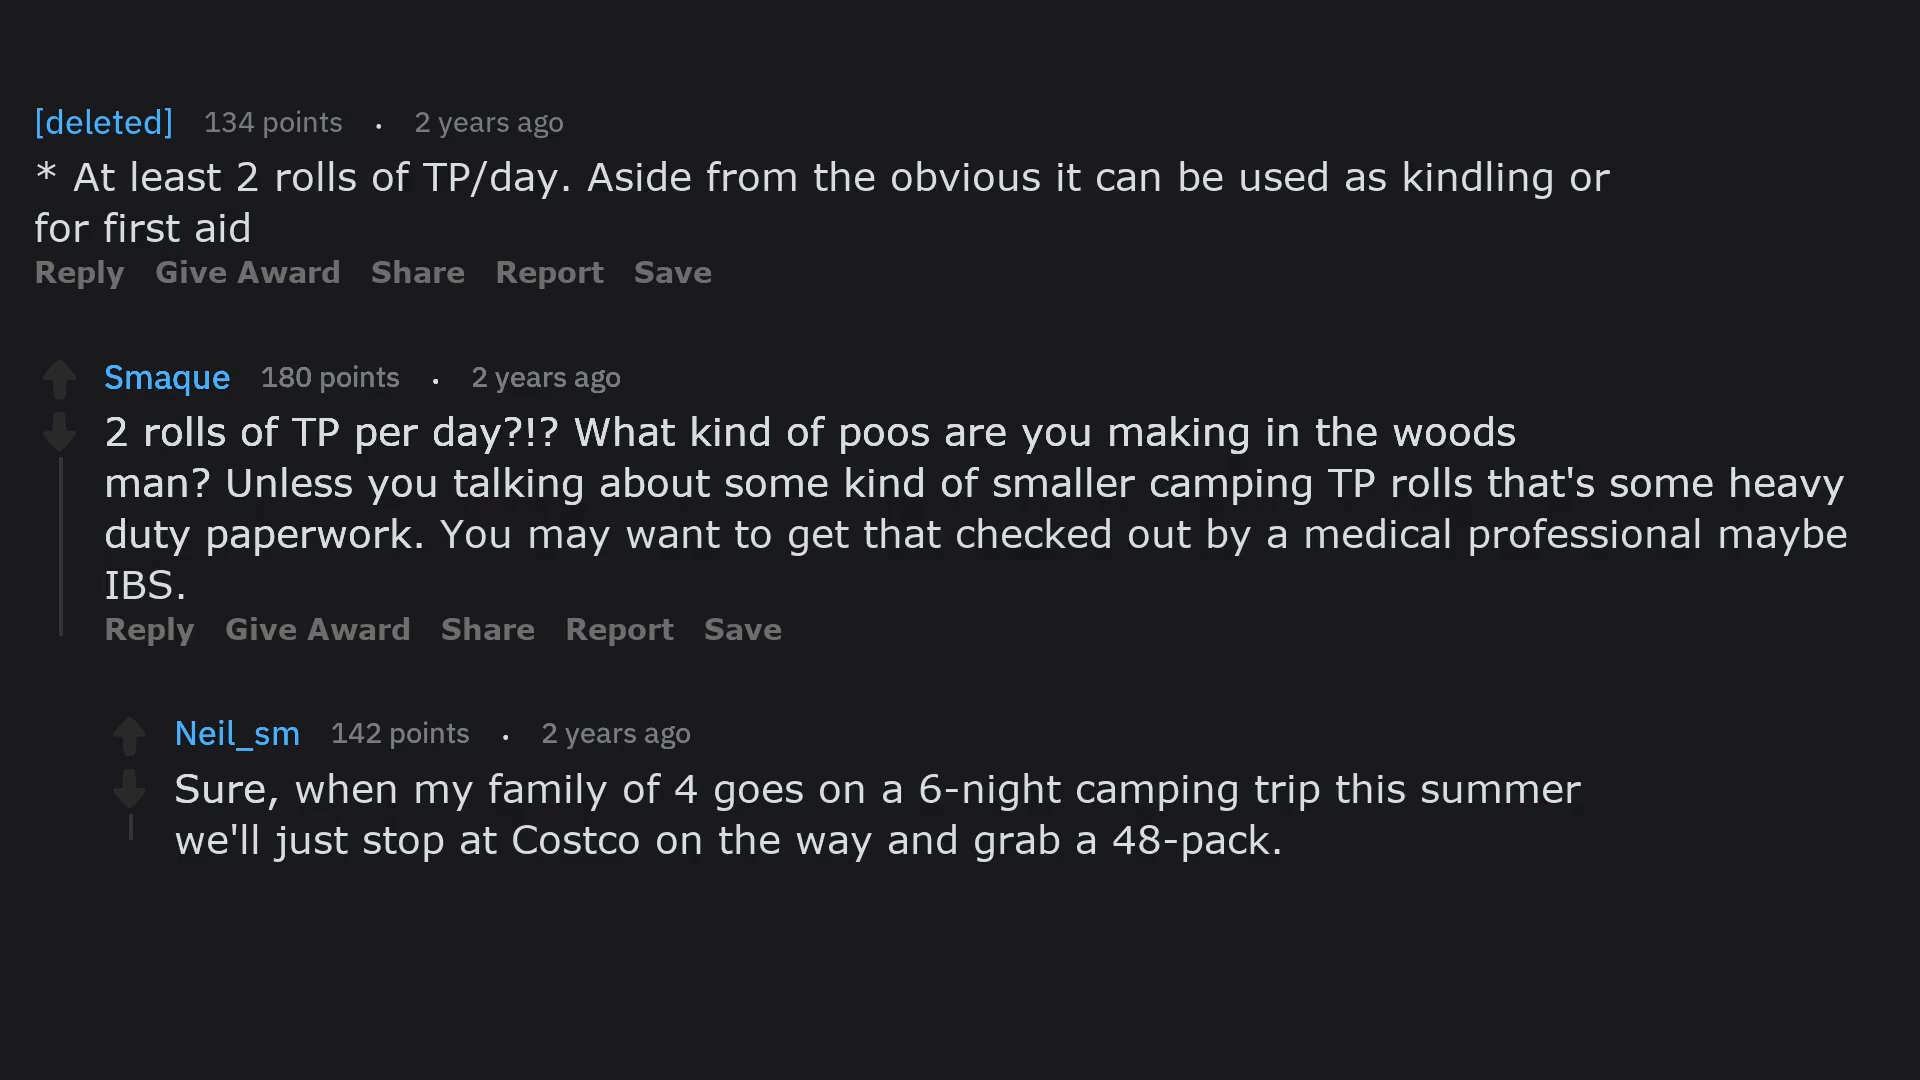 [deleted] 134 points . 2 years ago
* At least 2 rolls of TP/day. Aside from the obvious it can be used as kindling or
for first aid
Reply Give Award Share Report Save
Smaque 180 points . 2 years ago
2 rolls of TP per day?!? What kind of poos are you making in the woods
man? Unless you talking about some kind of smaller camping TP rolls that's some heavy
duty paperwork. You may want to get that checked out by a medical professional maybe
IBS.
Reply Give Award Share Report Save
Neil_sm 142 points . 2 years ago
Sure, when my family of 4 goes on a 6-night camping trip this summer
we'll just stop at Costco on the way and grab a 48-pack.